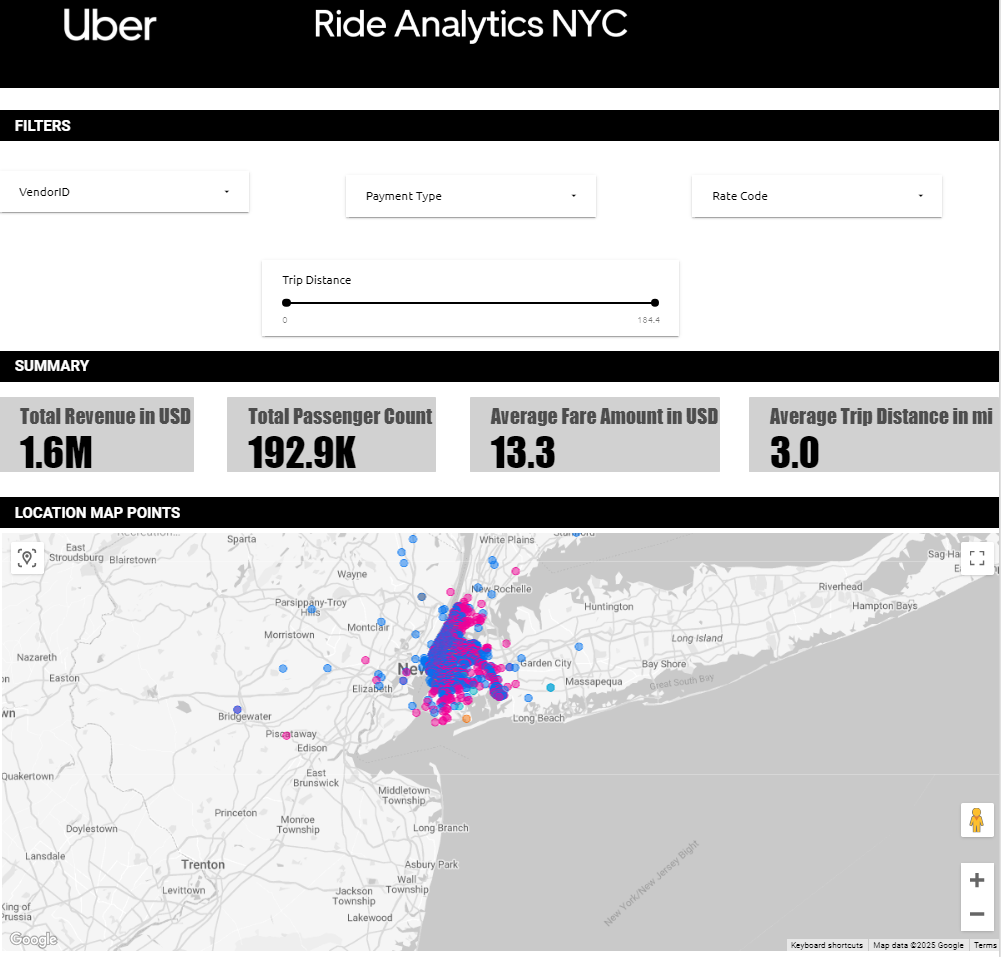 Uber
Ride Analytics NYC
FILTERS
VendorID
Payment Type
Rate Code
Trip Distance
0
184.4
SUMMARY
Total Revenue in USD
1.6M
Total Passenger Count
192.9K
Average Fare Amount in USD
13.3
Average Trip Distance in mi
3.0
LOCATION MAP POINTS
Sparta
White Plains
East
Stroudsburg
Blairstown
Sag Ha
Wayne
New Rochelle
Riverhead
Parsippany-Troy
Hills
Huntington
Hampton Bays
Montclair
Morristown
Long Island
Nazareth
New
Garden City
Bay Shore
Easton
Elizabeth
Massapequa
Great South Bay
wn
Bridgewater
Long Beach
Piscataway
Edison
Quakertown
East
Brunswick
Middletown
Township
Princeton
Monroe
Township
Doylestown
Long Branch
Lansdale
Trenton
Asbury Park
Levittown
Wall
Township
Jackson
Township
King of
Prussia
Lakewood
New York/New Jersey Bight
Google
Keyboard shortcuts
Map data ©2025 Google
Terms